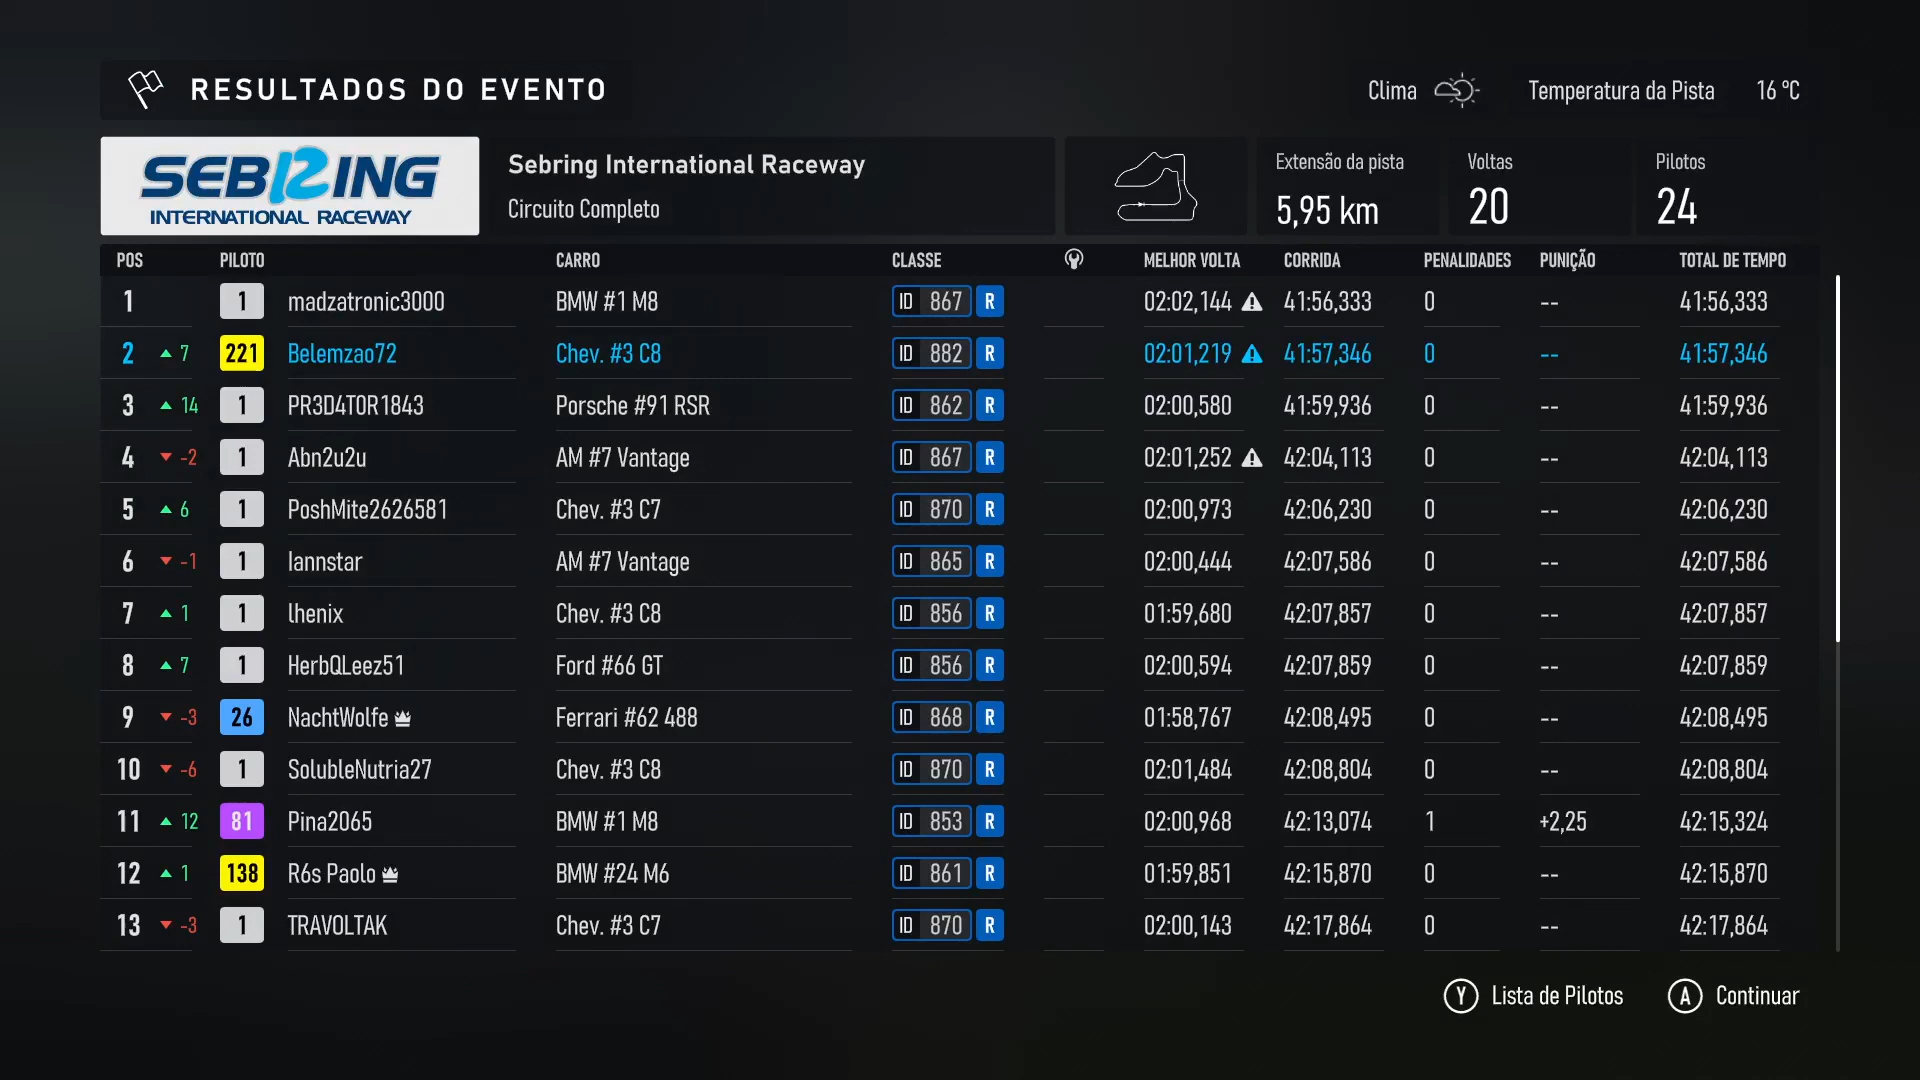 RESULTADOS DO EVENTO
Clima Temperatura da Pista 16 ºC
SEBRING
INTERNATIONAL RACEWAY
Sebring International Raceway
Circuito Completo
Extensão da pista
5,95 km
Voltas
20
Pilotos
24
POS PILOTO CARRO CLASSE MELHOR VOLTA CORRIDA PENALIDADES PUNIÇÃO TOTAL DE TEMPO
1 1 madzatronic3000 BMW #1 M8 ID 867 R 02:02,144 41:56,333 0 -- 41:56,333
2 7 221 Belemzao72 Chev. #3 C8 ID 882 R 02:01,219 41:57,346 0 -- 41:57,346
3 14 1 PR3D4TOR1843 Porsche #91 RSR ID 862 R 02:00,580 41:59,936 0 -- 41:59,936
4 -2 1 Abn2u2u AM #7 Vantage ID 867 R 02:01,252 42:04,113 0 -- 42:04,113
5 6 1 PoshMite2626581 Chev. #3 C7 ID 870 R 02:00,973 42:06,230 0 -- 42:06,230
6 -1 1 Iannstar AM #7 Vantage ID 865 R 02:00,444 42:07,586 0 -- 42:07,586
7 1 1 lhenix Chev. #3 C8 ID 856 R 01:59,680 42:07,857 0 -- 42:07,857
8 7 1 HerbQLeez51 Ford #66 GT ID 856 R 02:00,594 42:07,859 0 -- 42:07,859
9 -3 26 NachtWolfe Ferrari #62 488 ID 868 R 01:58,767 42:08,495 0 -- 42:08,495
10 -6 1 SolubleNutria27 Chev. #3 C8 ID 870 R 02:01,484 42:08,804 0 -- 42:08,804
11 12 81 Pina2065 BMW #1 M8 ID 853 R 02:00,968 42:13,074 1 +2,25 42:15,324
12 1 138 R6s Paolo BMW #24 M6 ID 861 R 01:59,851 42:15,870 0 -- 42:15,870
13 -3 1 TRAVOLTAK Chev. #3 C7 ID 870 R 02:00,143 42:17,864 0 -- 42:17,864
Y Lista de Pilotos A Continuar